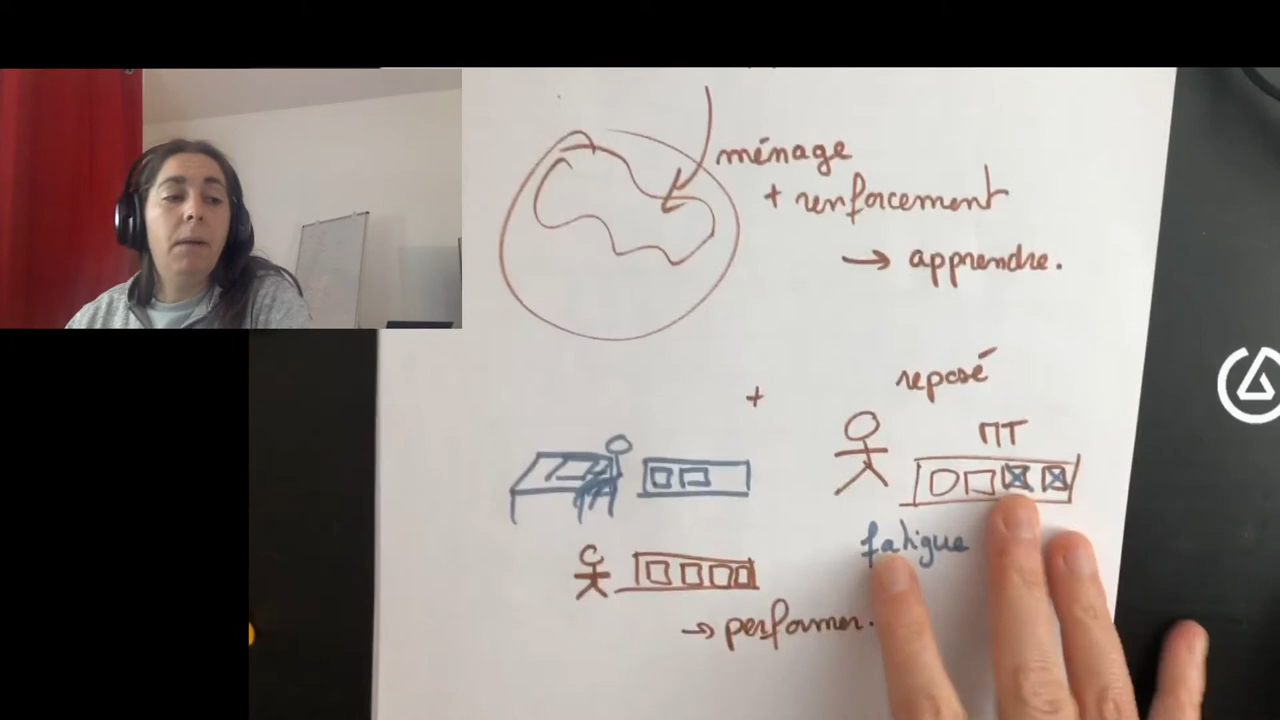 ménage
+ renforcement
→ apprendre.
+
reposé
MT
fatigue
→ performer.